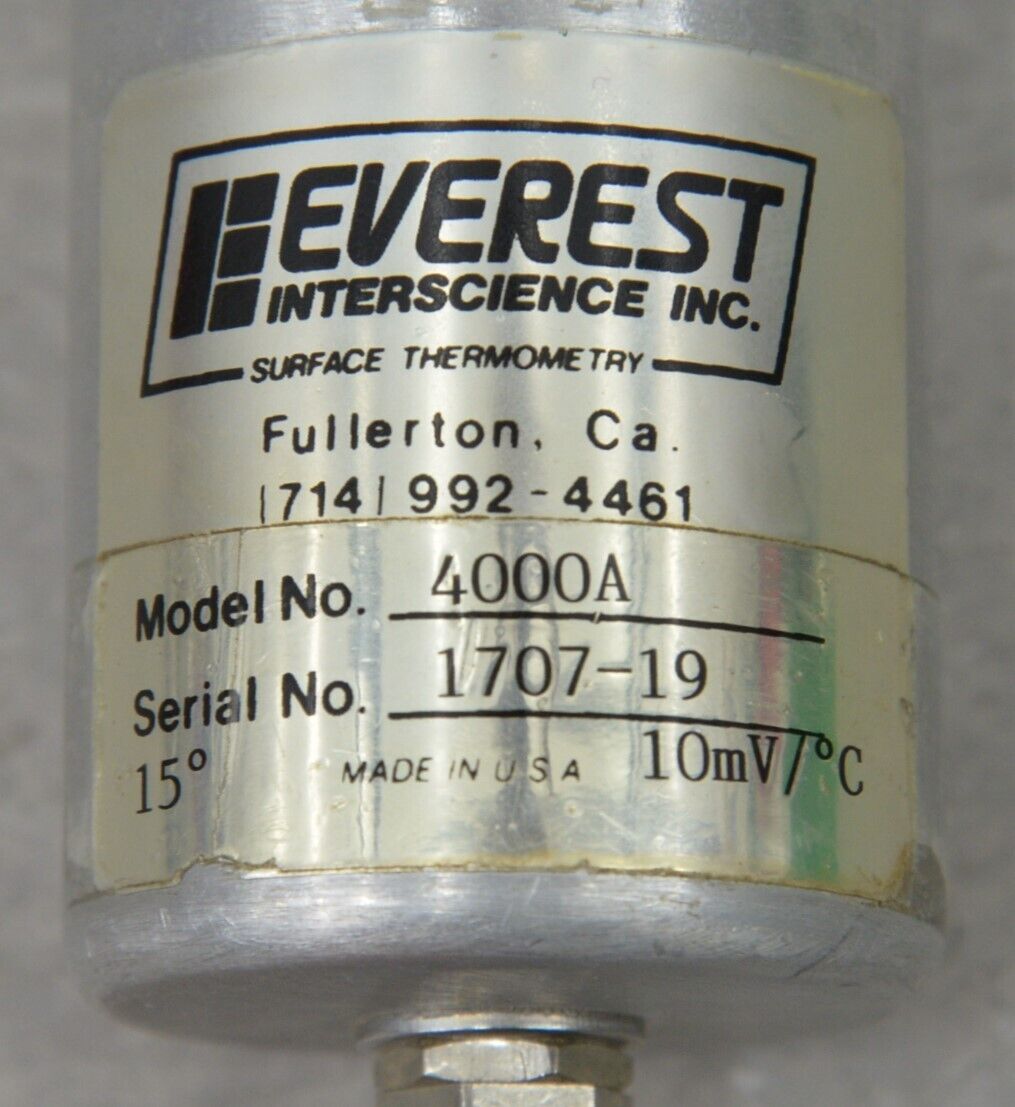 EVEREST
INTERSCIENCE INC.
SURFACE THERMOMETRY
Fullerton, Ca.
(714) 992-4461
Model No. 4000A
Serial No. 1707-19
15° MADE IN U S A 10mV/°C